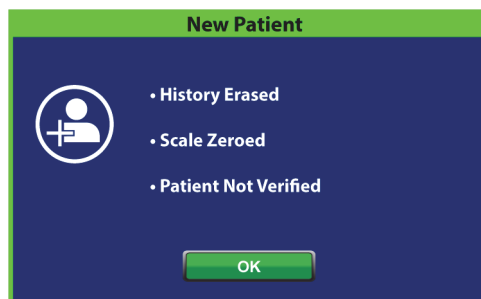 New Patient
• History Erased
• Scale Zeroed
• Patient Not Verified
OK